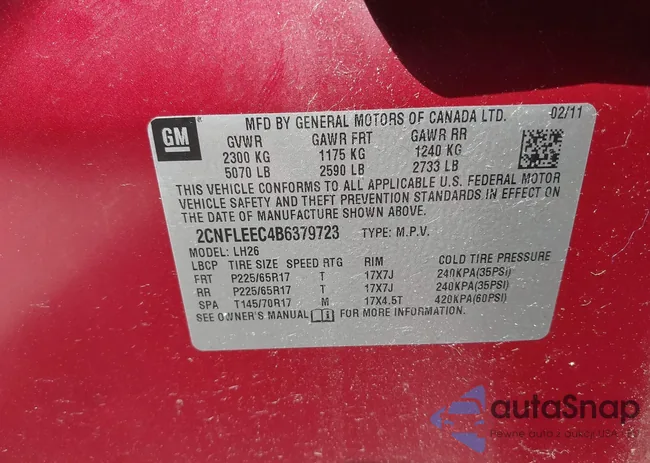 GM
MFD BY GENERAL MOTORS OF CANADA LTD. 02/11
GVWR GAWR FRT GAWR RR
2300 KG 1175 KG 1240 KG
5070 LB 2590 LB 2733 LB
THIS VEHICLE CONFORMS TO ALL APPLICABLE U.S. FEDERAL MOTOR
VEHICLE SAFETY AND THEFT PREVENTION STANDARDS IN EFFECT ON
THE DATE OF MANUFACTURE SHOWN ABOVE.
2CNFLEEC4B6379723 TYPE: M.P.V.
MODEL: LH26
LBCP TIRE SIZE SPEED RTG RIM COLD TIRE PRESSURE
FRT P225/65R17 T 17X7J 240KPA(35PSI)
RR P225/65R17 T 17X7J 240KPA(35PSI)
SPA T145/70R17 M 17X4.5T 420KPA(60PSI)
SEE OWNER'S MANUAL FOR MORE INFORMATION.
autoSnap
Pewne auta z aukcji USA